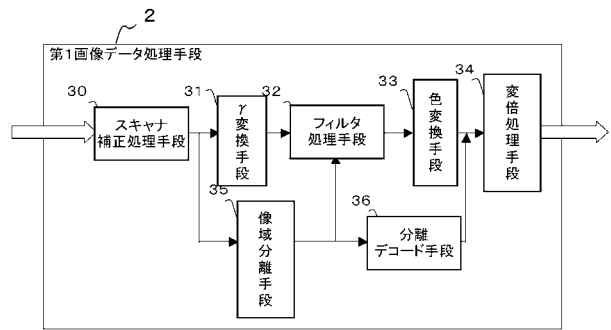 2
第1画像データ処理手段
30
スキャナ
補正処理手段
31
γ
変換手段
32
フィルタ
処理手段
33
色変換手段
34
変倍処理手段
35
像域分離手段
36
分離
デコード手段